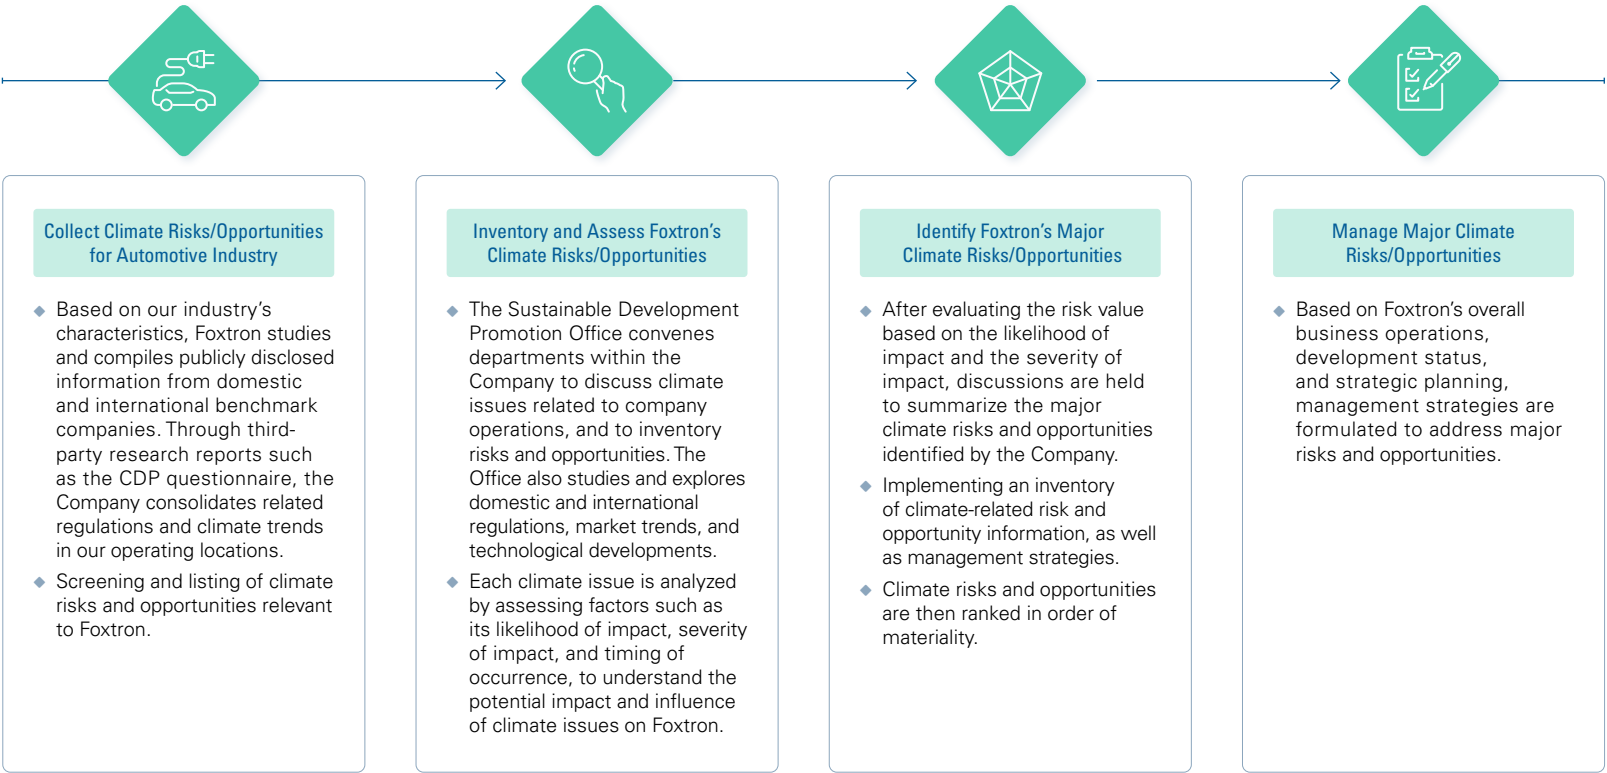 Collect Climate Risks/Opportunities
for Automotive Industry
◆ Based on our industry's
characteristics, Foxtron studies
and compiles publicly disclosed
information from domestic
and international benchmark
companies. Through third-
party research reports such
as the CDP questionnaire, the
Company consolidates related
regulations and climate trends
in our operating locations.
◆ Screening and listing of climate
risks and opportunities relevant
to Foxtron.
Inventory and Assess Foxtron's
Climate Risks/Opportunities
◆ The Sustainable Development
Promotion Office convenes
departments within the
Company to discuss climate
issues related to company
operations, and to inventory
risks and opportunities. The
Office also studies and explores
domestic and international
regulations, market trends, and
technological developments.
◆ Each climate issue is analyzed
by assessing factors such as
its likelihood of impact, severity
of impact, and timing of
occurrence, to understand the
potential impact and influence
of climate issues on Foxtron.
Identify Foxtron's Major
Climate Risks/Opportunities
◆ After evaluating the risk value
based on the likelihood of
impact and the severity of
impact, discussions are held
to summarize the major
climate risks and opportunities
identified by the Company.
◆ Implementing an inventory
of climate-related risk and
opportunity information, as well
as management strategies.
◆ Climate risks and opportunities
are then ranked in order of
materiality.
Manage Major Climate
Risks/Opportunities
◆ Based on Foxtron's overall
business operations,
development status,
and strategic planning,
management strategies are
formulated to address major
risks and opportunities.